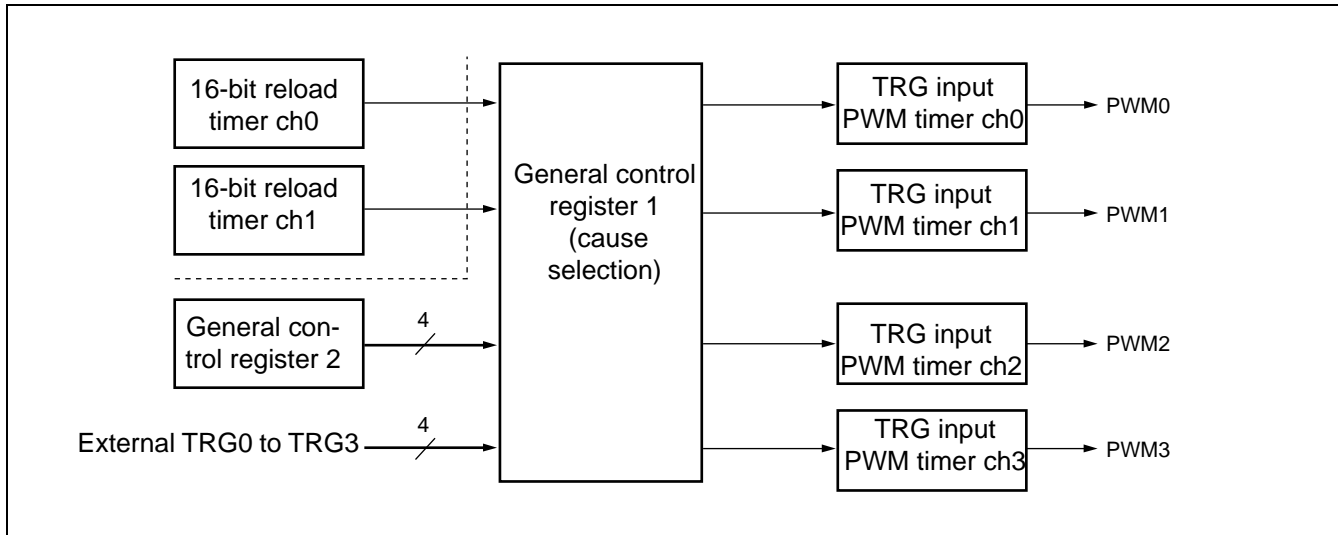 16-bit reload
timer ch0
16-bit reload
timer ch1
General con-
trol register 2
4
External TRG0 to TRG3
4
General control
register 1
(cause
selection)
TRG input
PWM timer ch0
PWM0
TRG input
PWM timer ch1
PWM1
TRG input
PWM timer ch2
PWM2
TRG input
PWM timer ch3
PWM3